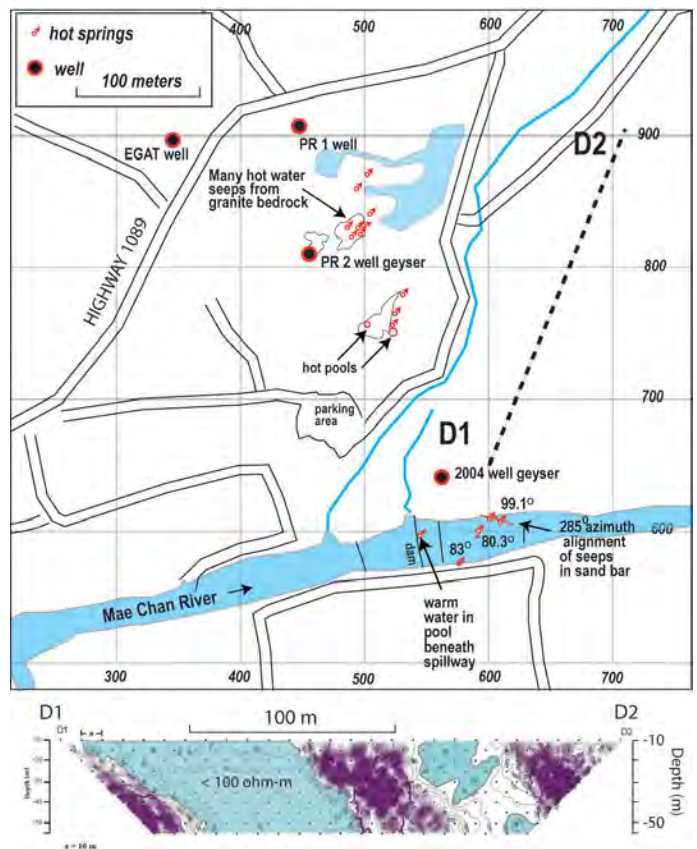 400
500
600
700
hot springs
well
100 meters
EGAT well
PR 1 well
900
D2
Many hot water
seeps from
granite bedrock
HIGHWAY 1089
PR 2 well geyser
800
hot pools
700
parking
area
D1
2004 well geyser
99.1°
600
285° azimuth
alignment
of seeps
in sand bar
dam
83°
80.3°
Mae Chan River
warm
water in
pool
beneath
spillway
300
400
500
600
700
D1
100 m
D2
D1
D2
-10
< 100 ohm-m
Depth (m)
-50